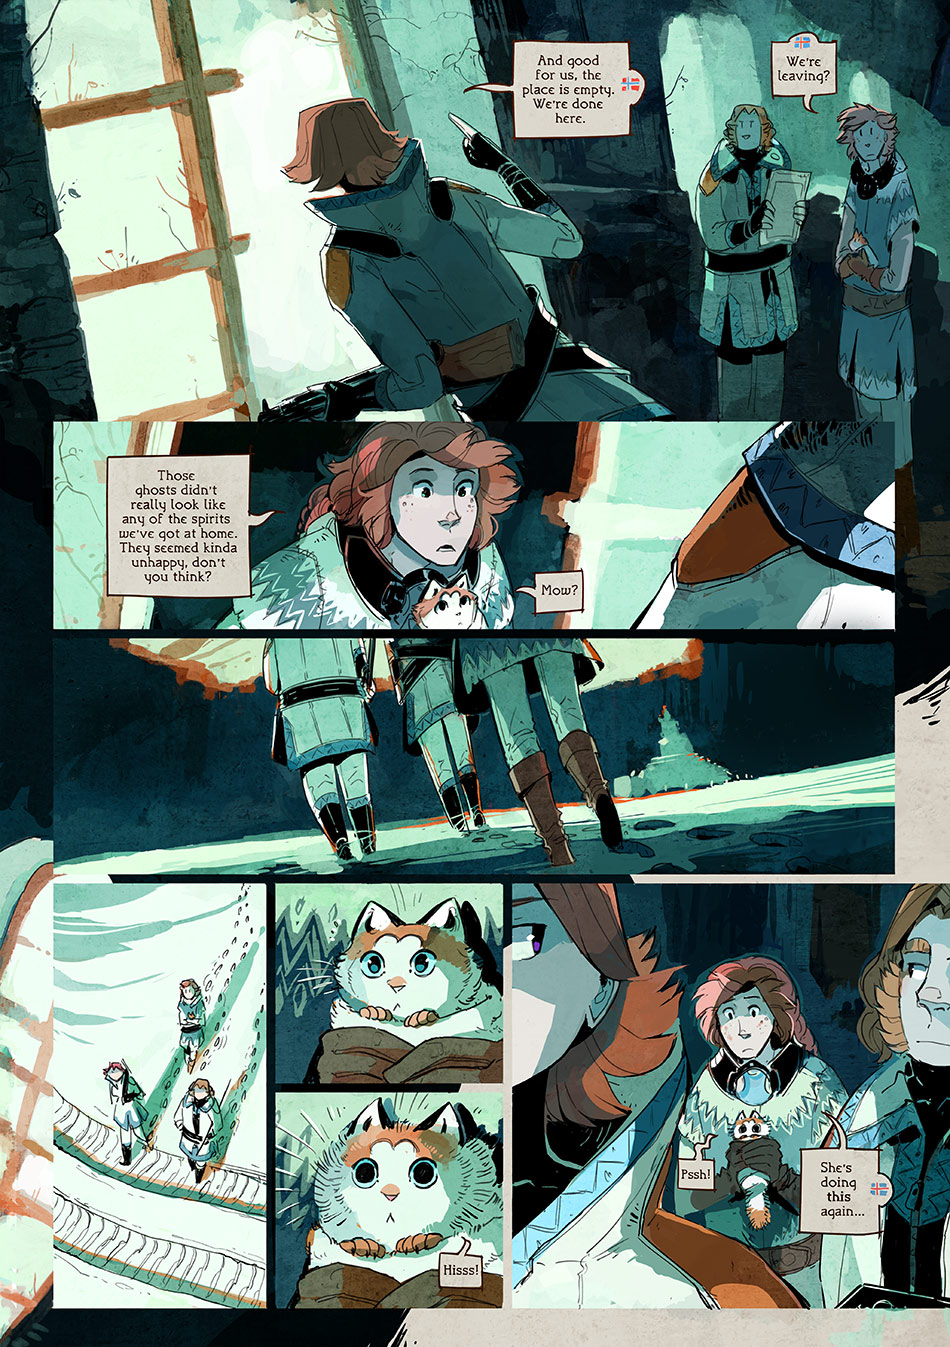 And good
for us, the
place is empty.
We're done
here.
We're
leaving?
Those
ghosts didn't
really look like
any of the spirits
we've got at home.
They seemed kinda
unhappy, don't
you think?
Mow?
Hisss!
Pssh!
She's
doing
this
again...